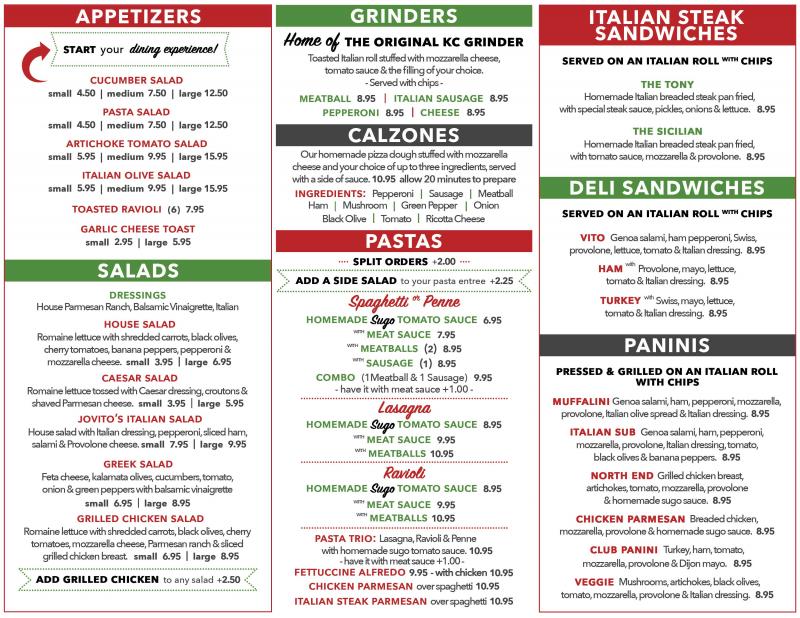 APPETIZERS
START your dining experience!
CUCUMBER SALAD
small 4.50 | medium 7.50 | large 12.50
PASTA SALAD
small 4.50 | medium 7.50 | large 12.50
ARTICHOKE TOMATO SALAD
small 5.95 | medium 9.95 | large 15.95
ITALIAN OLIVE SALAD
small 5.95 | medium 9.95 | large 15.95
TOASTED RAVIOLI (6) 7.95
GARLIC CHEESE TOAST
small 2.95 | large 5.95
SALADS
DRESSINGS
House Parmesan Ranch, Balsamic Vinaigrette, Italian
HOUSE SALAD
Romaine lettuce with shredded carrots, black olives,
cherry tomatoes, banana peppers, pepperoni &
mozzarella cheese. small 3.95 | large 6.95
CAESAR SALAD
Romaine lettuce tossed with Caesar dressing, croutons &
shaved Parmesan cheese. small 3.95 | large 5.95
JOVITO'S ITALIAN SALAD
House salad with Italian dressing, pepperoni, sliced ham,
salami & Provolone cheese. small 7.95 | large 9.95
GREEK SALAD
Feta cheese, kalamata olives, cucumbers, tomato,
onion & green peppers with balsamic vinaigrette
small 6.95 | large 8.95
GRILLED CHICKEN SALAD
Romaine lettuce with shredded carrots, black olives, cherry
tomatoes, mozzarella cheese, Parmesan ranch & sliced
grilled chicken breast. small 6.95 | large 8.95
ADD GRILLED CHICKEN to any salad +2.50
GRINDERS
Home of THE ORIGINAL KC GRINDER
Toasted Italian roll stuffed with mozzarella cheese,
tomato sauce & the filling of your choice.
- Served with chips -
MEATBALL 8.95 | ITALIAN SAUSAGE 8.95
PEPPERONI 8.95 | CHEESE 8.95
CALZONES
Our homemade pizza dough stuffed with mozzarella
cheese and your choice of up to three ingredients, served
with a side of sauce. 10.95 allow 20 minutes to prepare
INGREDIENTS: Pepperoni | Sausage | Meatball
Ham | Mushroom | Green Pepper | Onion
Black Olive | Tomato | Ricotta Cheese
PASTAS
SPLIT ORDERS +2.00
ADD A SIDE SALAD to your pasta entree +2.25
Spaghetti or Penne
HOMEMADE Sugo TOMATO SAUCE 6.95
WITH MEAT SAUCE 7.95
WITH MEATBALLS (2) 8.95
WITH SAUSAGE (1) 8.95
COMBO (1Meatball & 1 Sausage) 9.95
- have it with meat sauce +1.00 -
Lasagna
HOMEMADE Sugo TOMATO SAUCE 8.95
WITH MEAT SAUCE 9.95
WITH MEATBALLS 10.95
Ravioli
HOMEMADE Sugo TOMATO SAUCE 8.95
WITH MEAT SAUCE 9.95
WITH MEATBALLS 10.95
PASTA TRIO: Lasagna, Ravioli & Penne
with homemade sugo tomato sauce. 10.95
- have it with meat sauce +1.00 -
FETTUCCINE ALFREDO 9.95 - with chicken 10.95
CHICKEN PARMESAN over spaghetti 10.95
ITALIAN STEAK PARMESAN over spaghetti 10.95
ITALIAN STEAK
SANDWICHES
SERVED ON AN ITALIAN ROLL WITH CHIPS
THE TONY
Homemade Italian breaded steak pan fried,
with special steak sauce, pickles, onions & lettuce. 8.95
THE SICILIAN
Homemade Italian breaded steak pan fried,
with tomato sauce, mozzarella & provolone. 8.95
DELI SANDWICHES
SERVED ON AN ITALIAN ROLL WITH CHIPS
VITO Genoa salami, ham pepperoni, Swiss,
provolone, lettuce, tomato & Italian dressing. 8.95
HAM with Provolone, mayo, lettuce,
tomato & Italian dressing. 8.95
TURKEY with Swiss, mayo, lettuce,
tomato & Italian dressing. 8.95
PANINIS
PRESSED & GRILLED ON AN ITALIAN ROLL
WITH CHIPS
MUFFALINI Genoa salami, ham, pepperoni, mozzarella,
provolone, Italian olive spread & Italian dressing. 8.95
ITALIAN SUB Genoa salami, ham, pepperoni,
mozzarella, provolone, Italian dressing, tomato,
black olives & banana peppers. 8.95
NORTH END Grilled chicken breast,
artichokes, tomato, mozzarella, provolone
& homemade sugo sauce. 8.95
CHICKEN PARMESAN Breaded chicken,
mozzarella, provolone & homemade sugo sauce. 8.95
CLUB PANINI Turkey, ham, tomato,
mozzarella, provolone & Dijon mayo. 8.95
VEGGIE Mushrooms, artichokes, black olives,
tomato, mozzarella, provolone & Italian dressing. 8.95